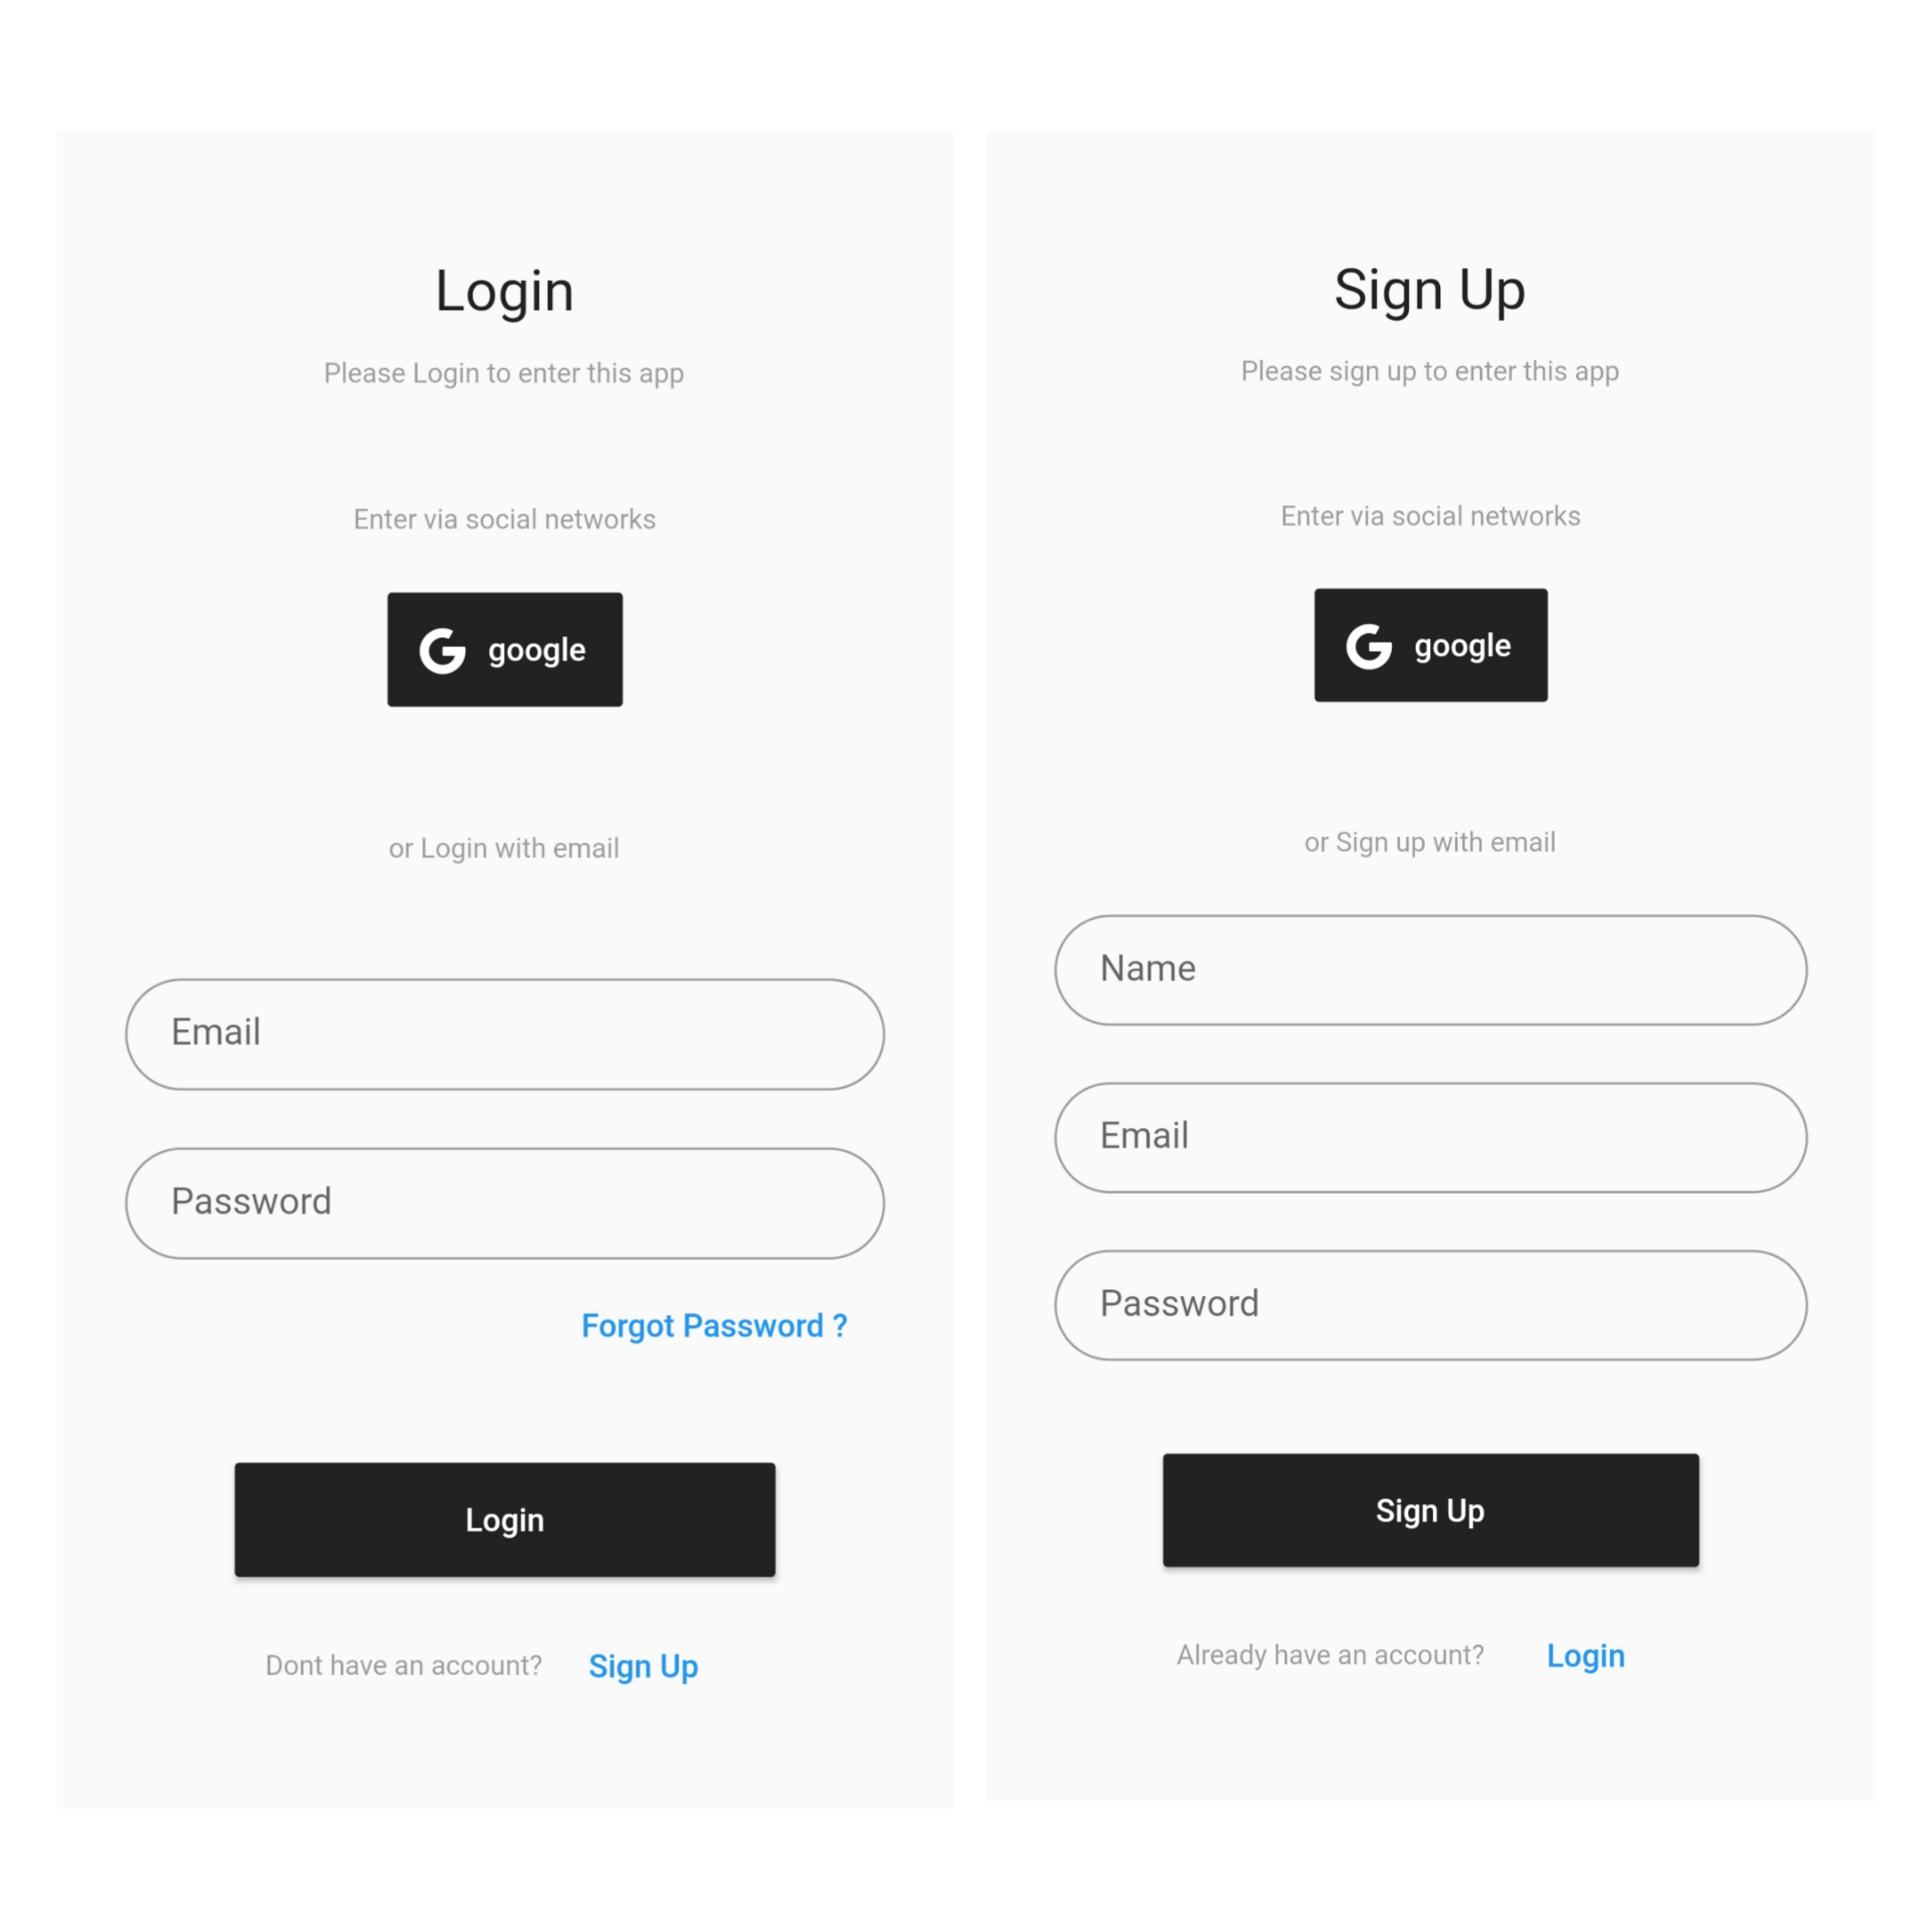 Login
Please Login to enter this app
Enter via social networks
google
or Login with email
Email
Password
Forgot Password ?
Login
Dont have an account? Sign Up
Sign Up
Please sign up to enter this app
Enter via social networks
google
or Sign up with email
Name
Email
Password
Sign Up
Already have an account? Login